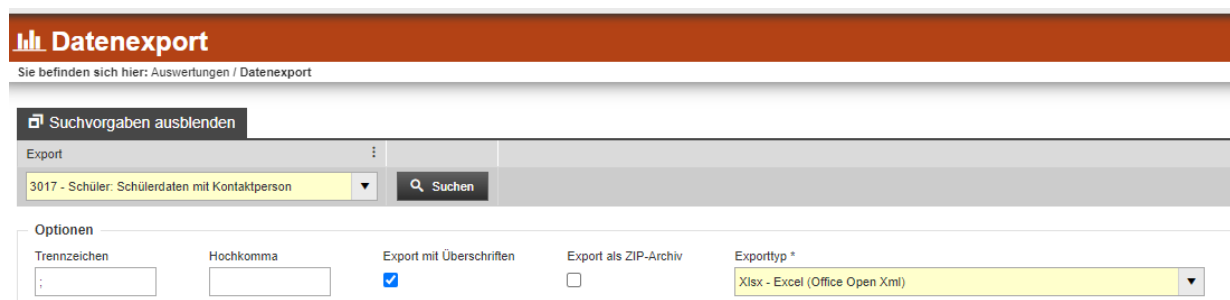 Datenexport
Sie befinden sich hier: Auswertungen / Datenexport
Suchvorgaben ausblenden
Export
3017 - Schüler: Schülerdaten mit Kontaktperson Suchen
Optionen
Trennzeichen Hochkomma Export mit Überschriften Export als ZIP-Archiv Exporttyp *
; Xlsx - Excel (Office Open Xml)